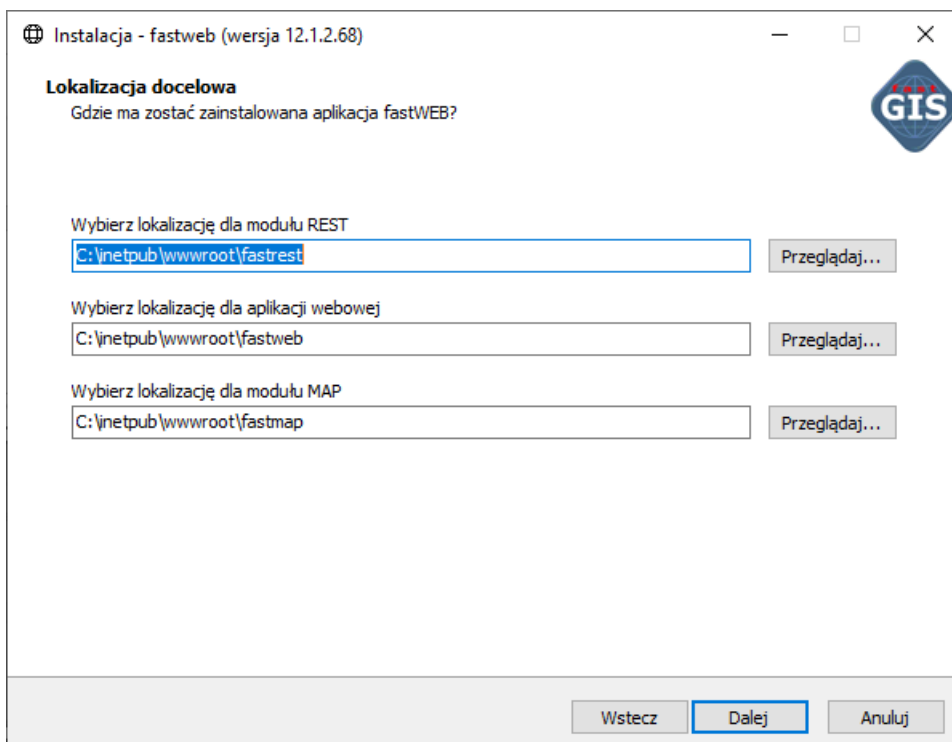 Instalacja - fastweb (wersja 12.1.2.68)
Lokalizacja docelowa
Gdzie ma zostać zainstalowana aplikacja fastWEB?
GIS
Wybierz lokalizację dla modułu REST
C:\inetpub\wwwroot\fastrest
Przeglądaj...
Wybierz lokalizację dla aplikacji webowej
C:\inetpub\wwwroot\fastweb
Przeglądaj...
Wybierz lokalizację dla modułu MAP
C:\inetpub\wwwroot\fastmap
Przeglądaj...
Wstecz
Dalej
Anuluj